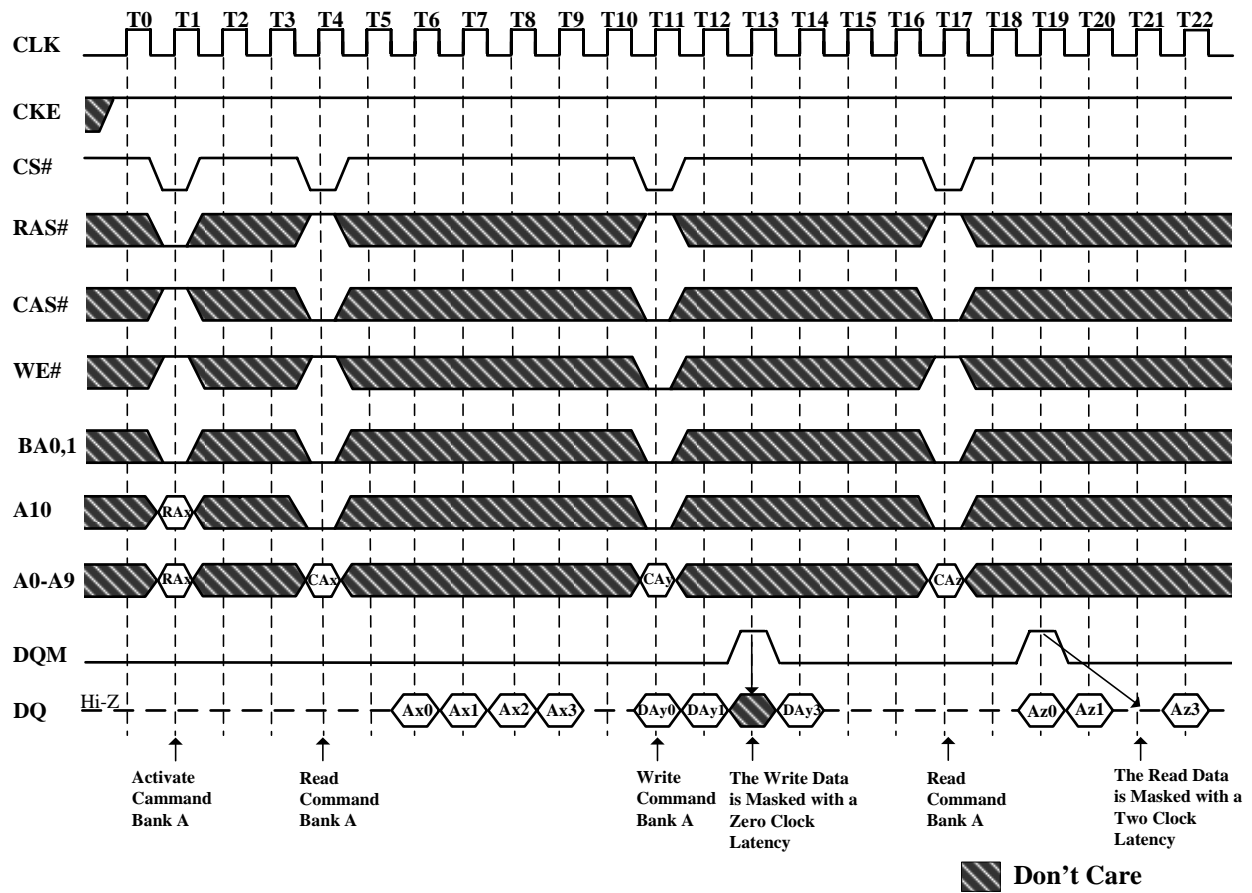 T0 T1 T2 T3 T4 T5 T6 T7 T8 T9 T10 T11 T12 T13 T14 T15 T16 T17 T18 T19 T20 T21 T22
CLK
CKE
CS#
RAS#
CAS#
WE#
BA0,1
A10
RAx
A0-A9
RAx CAx CAy CAz
DQM
DQ
Hi-Z
Ax0 Ax1 Ax2 Ax3 DAy0 DAy1 DAy3 Az0 Az1 Az3
Activate
Cammand
Bank A
Read
Command
Bank A
Write
Command
Bank A
The Write Data
is Masked with a
Zero Clock
Latency
Read
Command
Bank A
The Read Data
is Masked with a
Two Clock
Latency
Don't Care